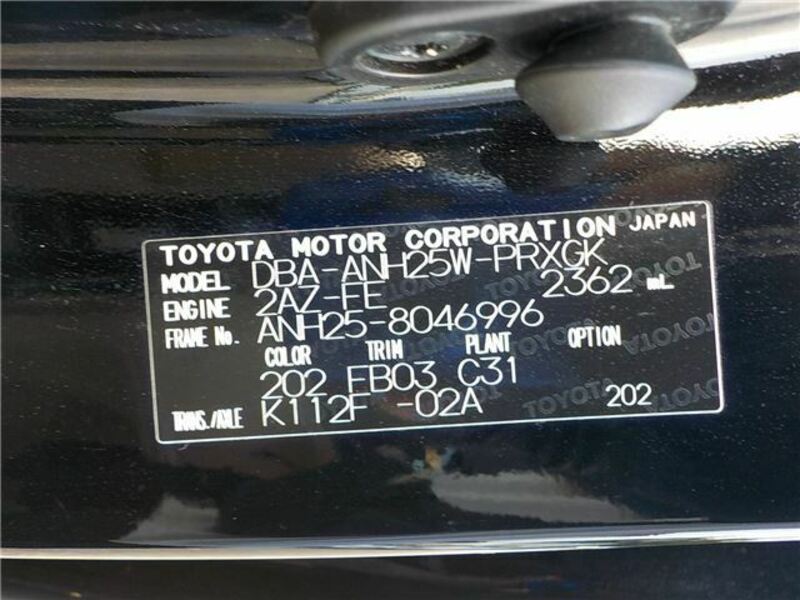 TOYOTA MOTOR CORPORATION JAPAN
MODEL DBA-ANH25W-PRXGK
ENGINE 2AZ-FE 2362 mL
FRAME No. ANH25-8046996
COLOR TRIM PLANT OPTION
202 FB03 C31
TRANS./AXLE K112F -02A 202